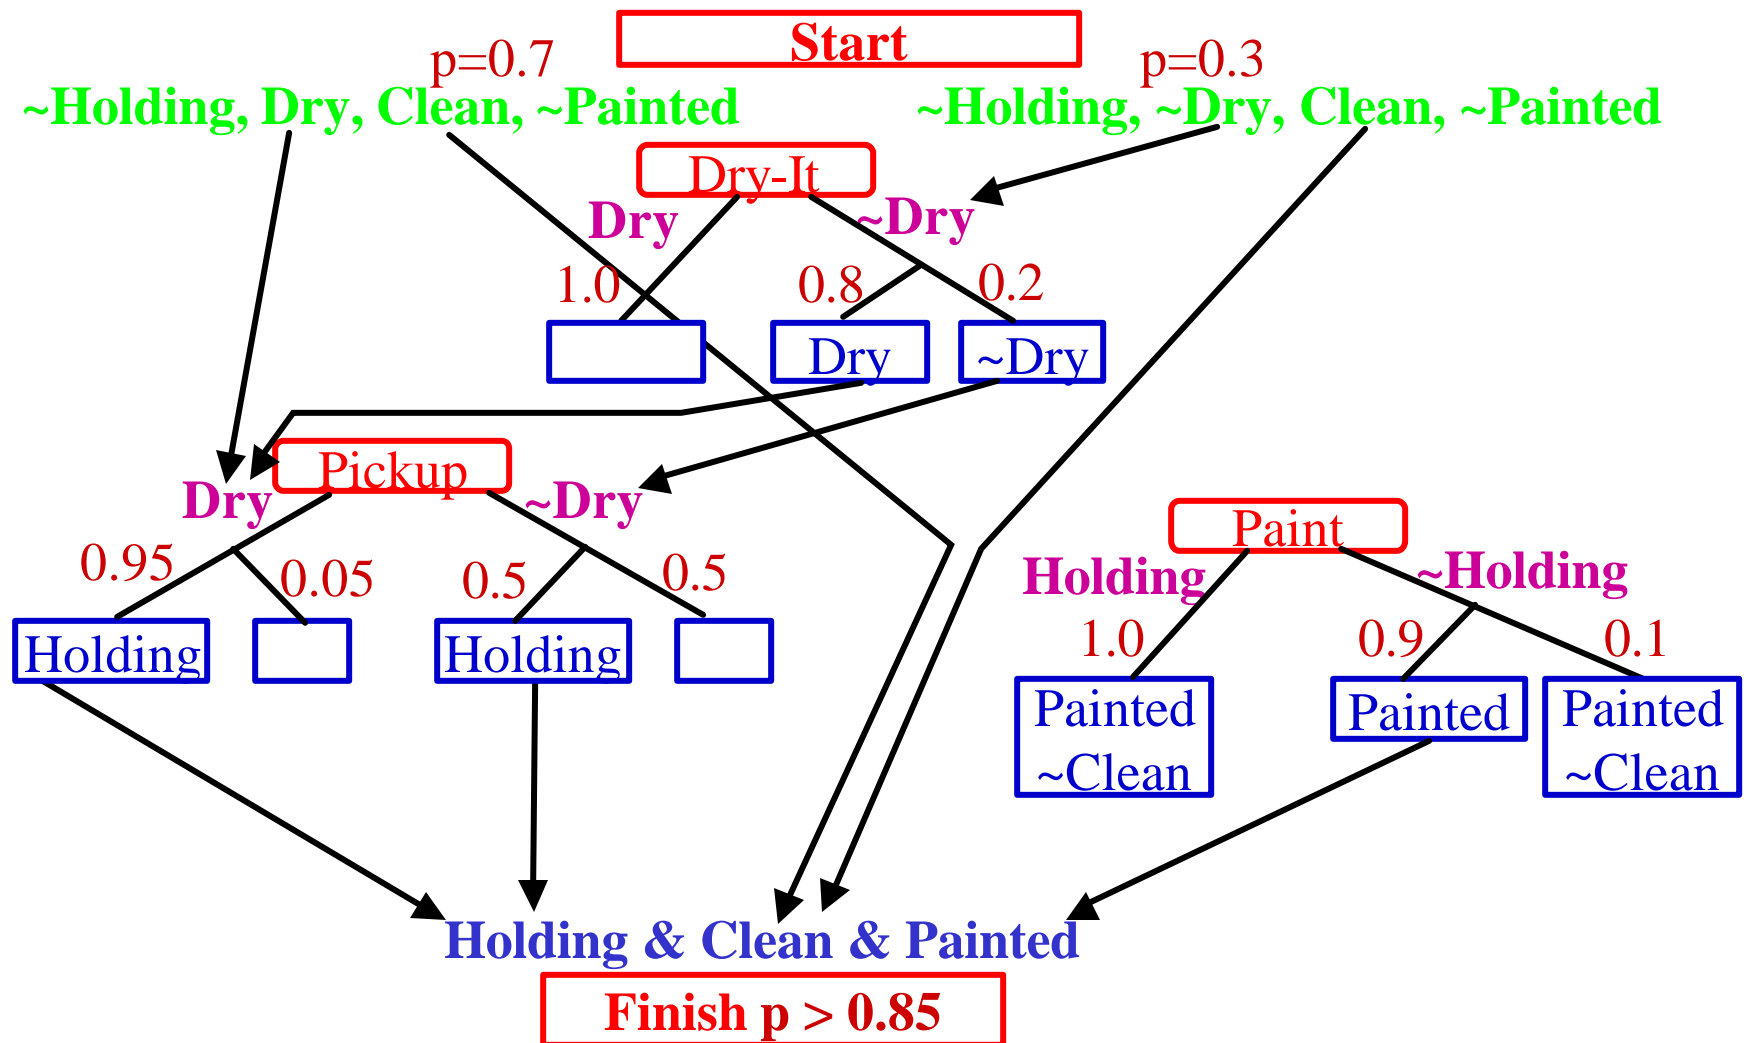 Start
p=0.7
p=0.3
~Holding, Dry, Clean, ~Painted
~Holding, ~Dry, Clean, ~Painted
Dry-It
Dry
~Dry
1.0
0.8
0.2
Dry
~Dry
Pickup
Dry
~Dry
0.95
0.05
0.5
0.5
Holding
Holding
Paint
Holding
~Holding
1.0
0.9
0.1
Painted
~Clean
Painted
Painted
~Clean
Holding & Clean & Painted
Finish p > 0.85